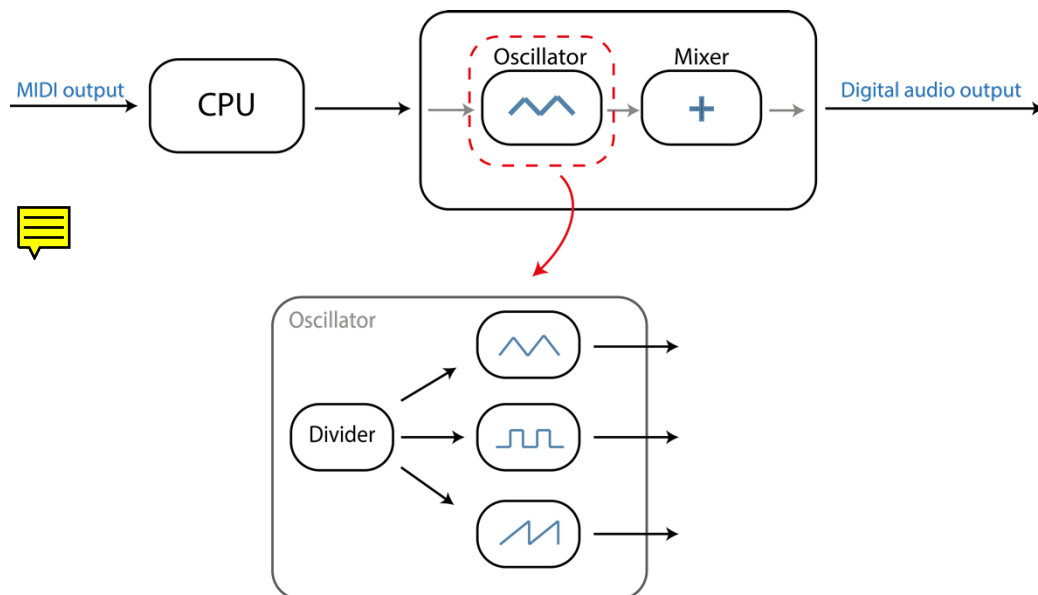 Oscillator
Mixer
MIDI output
CPU
Digital audio output
Oscillator
Divider